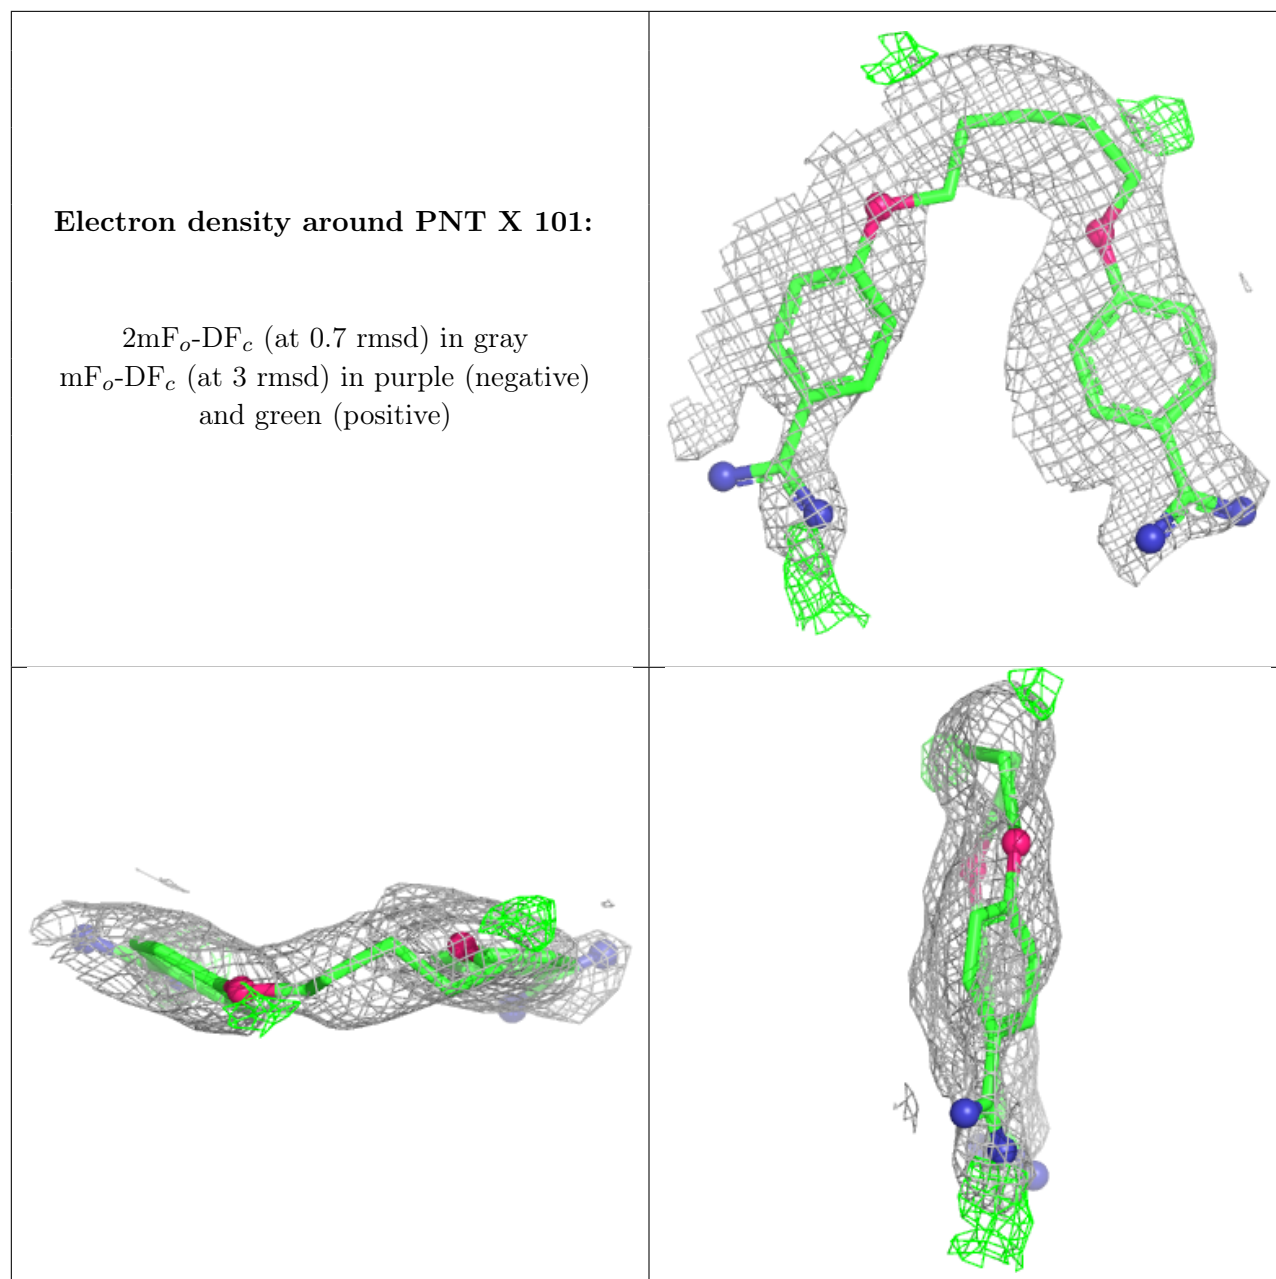 Electron density around PNT X 101:
2mFo-DFc (at 0.7 rmsd) in gray
mFo-DFc (at 3 rmsd) in purple (negative)
and green (positive)